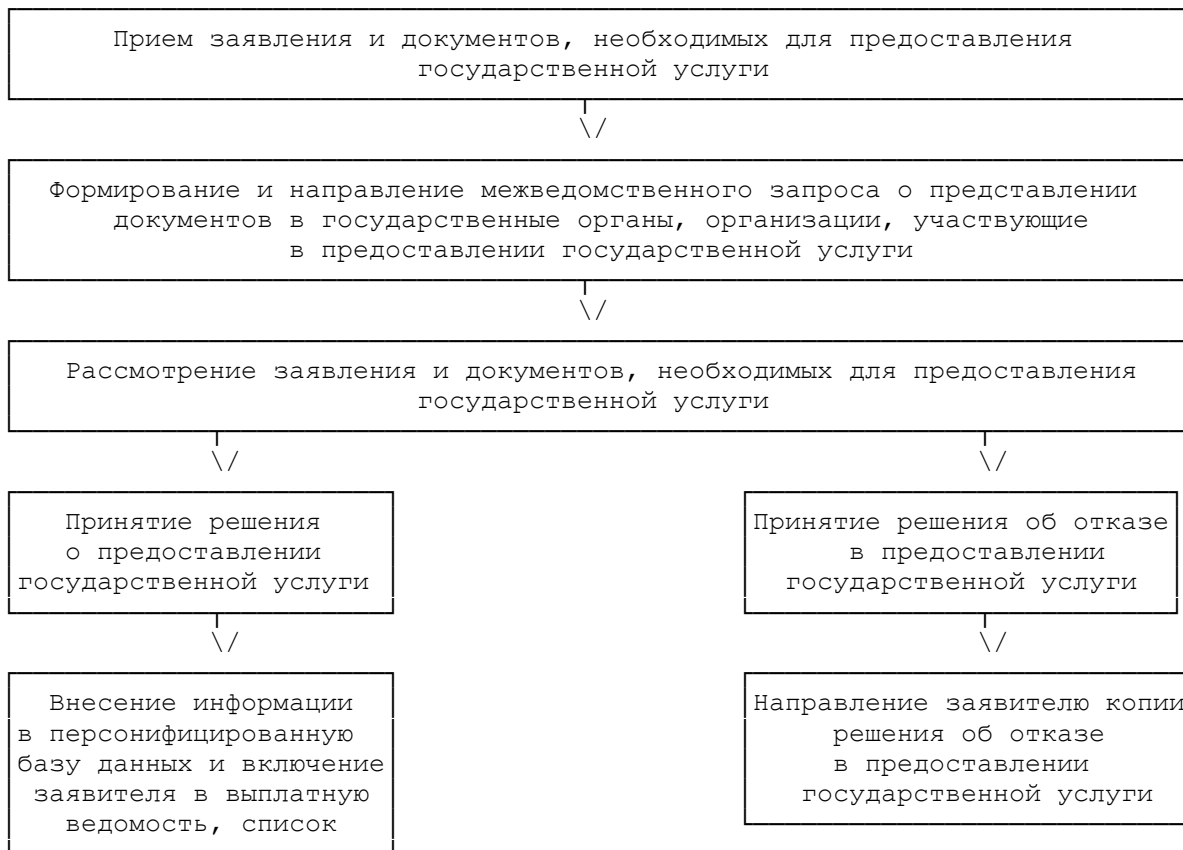 Прием заявления и документов, необходимых для предоставления
государственной услуги
\/
Формирование и направление межведомственного запроса о представлении
документов в государственные органы, организации, участвующие
в предоставлении государственной услуги
\/
Рассмотрение заявления и документов, необходимых для предоставления
государственной услуги
\/ \/
Принятие решения
о предоставлении
государственной услуги
Принятие решения об отказе
в предоставлении
государственной услуги
\/ \/
Внесение информации
в персонифицированную
базу данных и включение
заявителя в выплатную
ведомость, список
Направление заявителю копии
решения об отказе
в предоставлении
государственной услуги